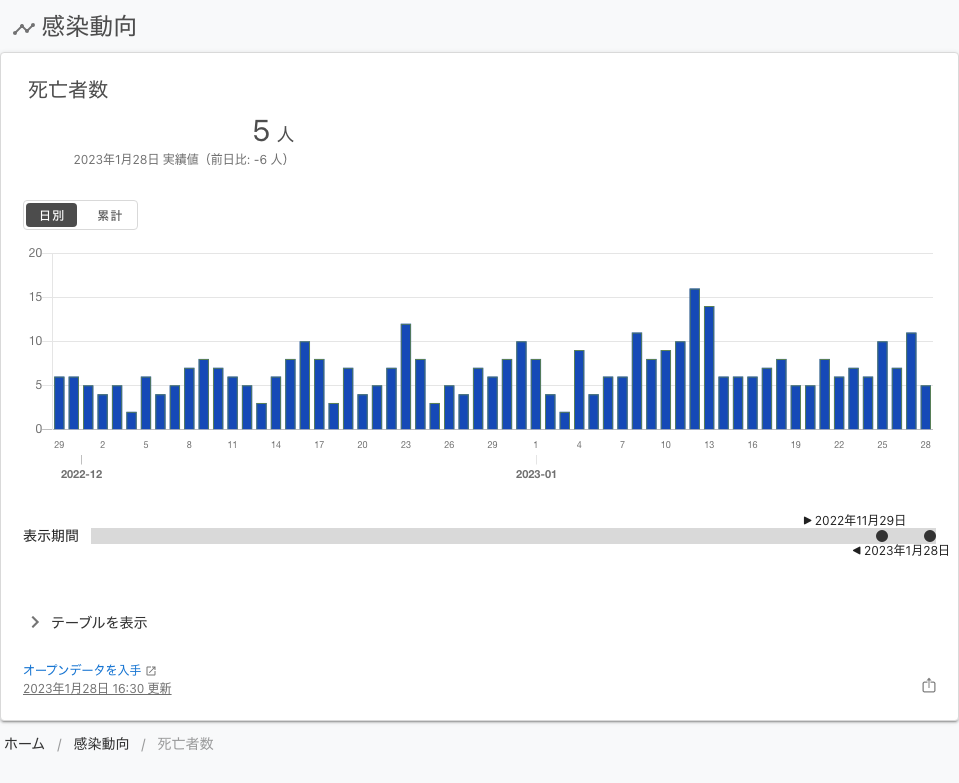 感染動向
死亡者数
5 人
2023年1月28日 実績値（前日比: -6 人）
日別 累計
20
15
10
5
0
29 2 5 8 11 14 17 20 23 26 29 1 4 7 10 13 16 19 22 25 28
2022-12 2023-01
2022年11月29日
表示期間
2023年1月28日
テーブルを表示
オープンデータを入手
2023年1月28日 16:30 更新
ホーム / 感染動向 / 死亡者数